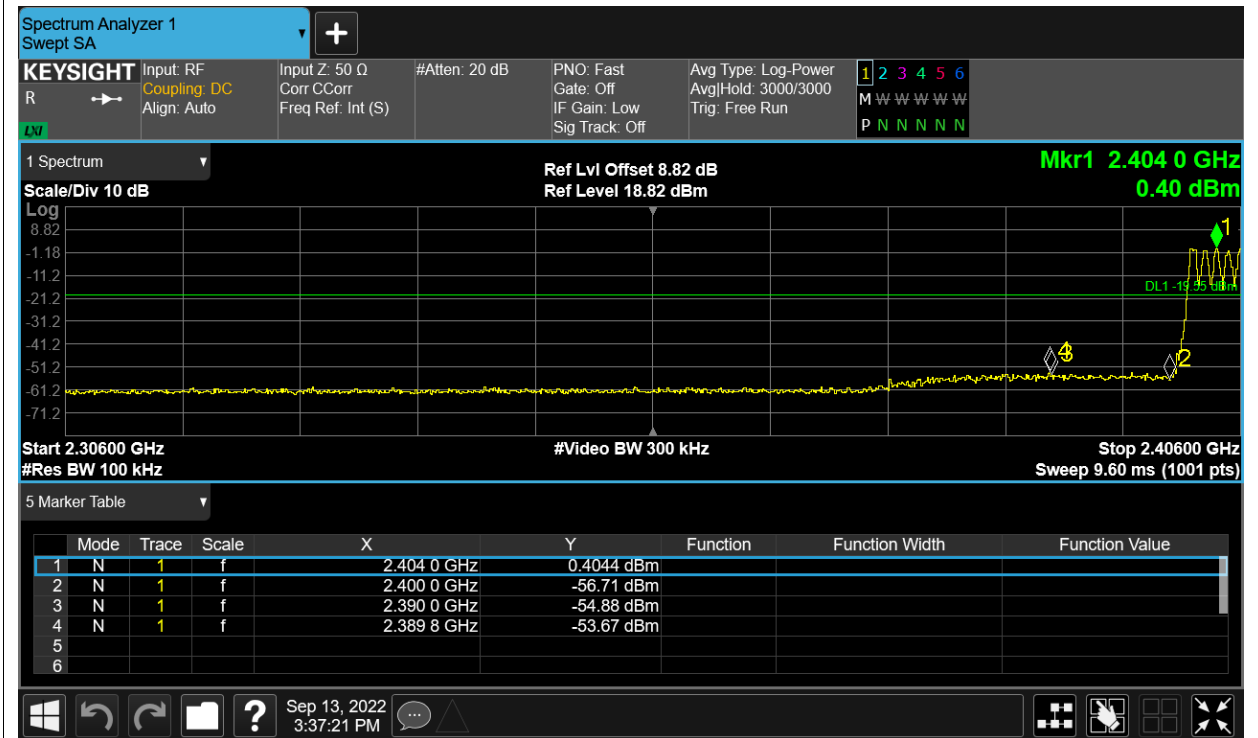 Spectrum Analyzer 1
Swept SA
KEYSIGHT
R
LXI
Input: RF
Coupling: DC
Align: Auto
Input Z: 50 Ω
Corr CCorr
Freq Ref: Int (S)
#Atten: 20 dB
PNO: Fast
Gate: Off
IF Gain: Low
Sig Track: Off
Avg Type: Log-Power
Avg|Hold: 3000/3000
Trig: Free Run
1 2 3 4 5 6
M W W W W W
P N N N N N
1 Spectrum
Scale/Div 10 dB
Ref Lvl Offset 8.82 dB
Ref Level 18.82 dBm
Mkr1 2.404 0 GHz
0.40 dBm
Log
8.82
-1.18
-11.2
-21.2
-31.2
-41.2
-51.2
-61.2
-71.2
1
DL1 -19.55 dBm
2
Start 2.30600 GHz
#Video BW 300 kHz
Stop 2.40600 GHz
#Res BW 100 kHz
Sweep 9.60 ms (1001 pts)
5 Marker Table
Mode Trace Scale X Y Function Function Width Function Value
1 N 1 f 2.404 0 GHz 0.4044 dBm
2 N 1 f 2.400 0 GHz -56.71 dBm
3 N 1 f 2.390 0 GHz -54.88 dBm
4 N 1 f 2.389 8 GHz -53.67 dBm
5
6
?
Sep 13, 2022
3:37:21 PM